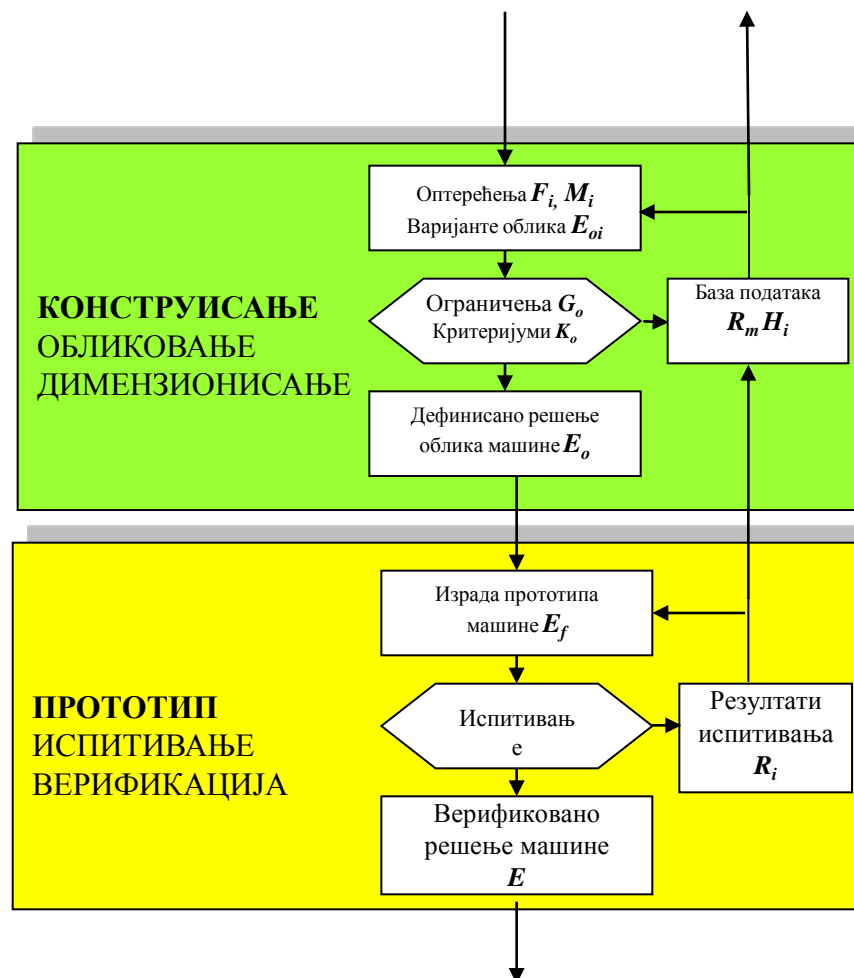 Оптерећења F_i, M_i
Варијанте облика E_oi
КОНСТРУИСАЊЕ
ОБЛИКОВАЊЕ
ДИМЕНЗИОНИСАЊЕ
Ограничења G_o
Критеријуми K_o
База података
R_m H_i
Дефинисано решење
облика машине E_o
Израда прототипа
машине E_f
ПРОТОТИП
ИСПИТИВАЊЕ
ВЕРИФИКАЦИЈА
Испитивањ
е
Резултати
испитивања
R_i
Верификовано
решење машине
E